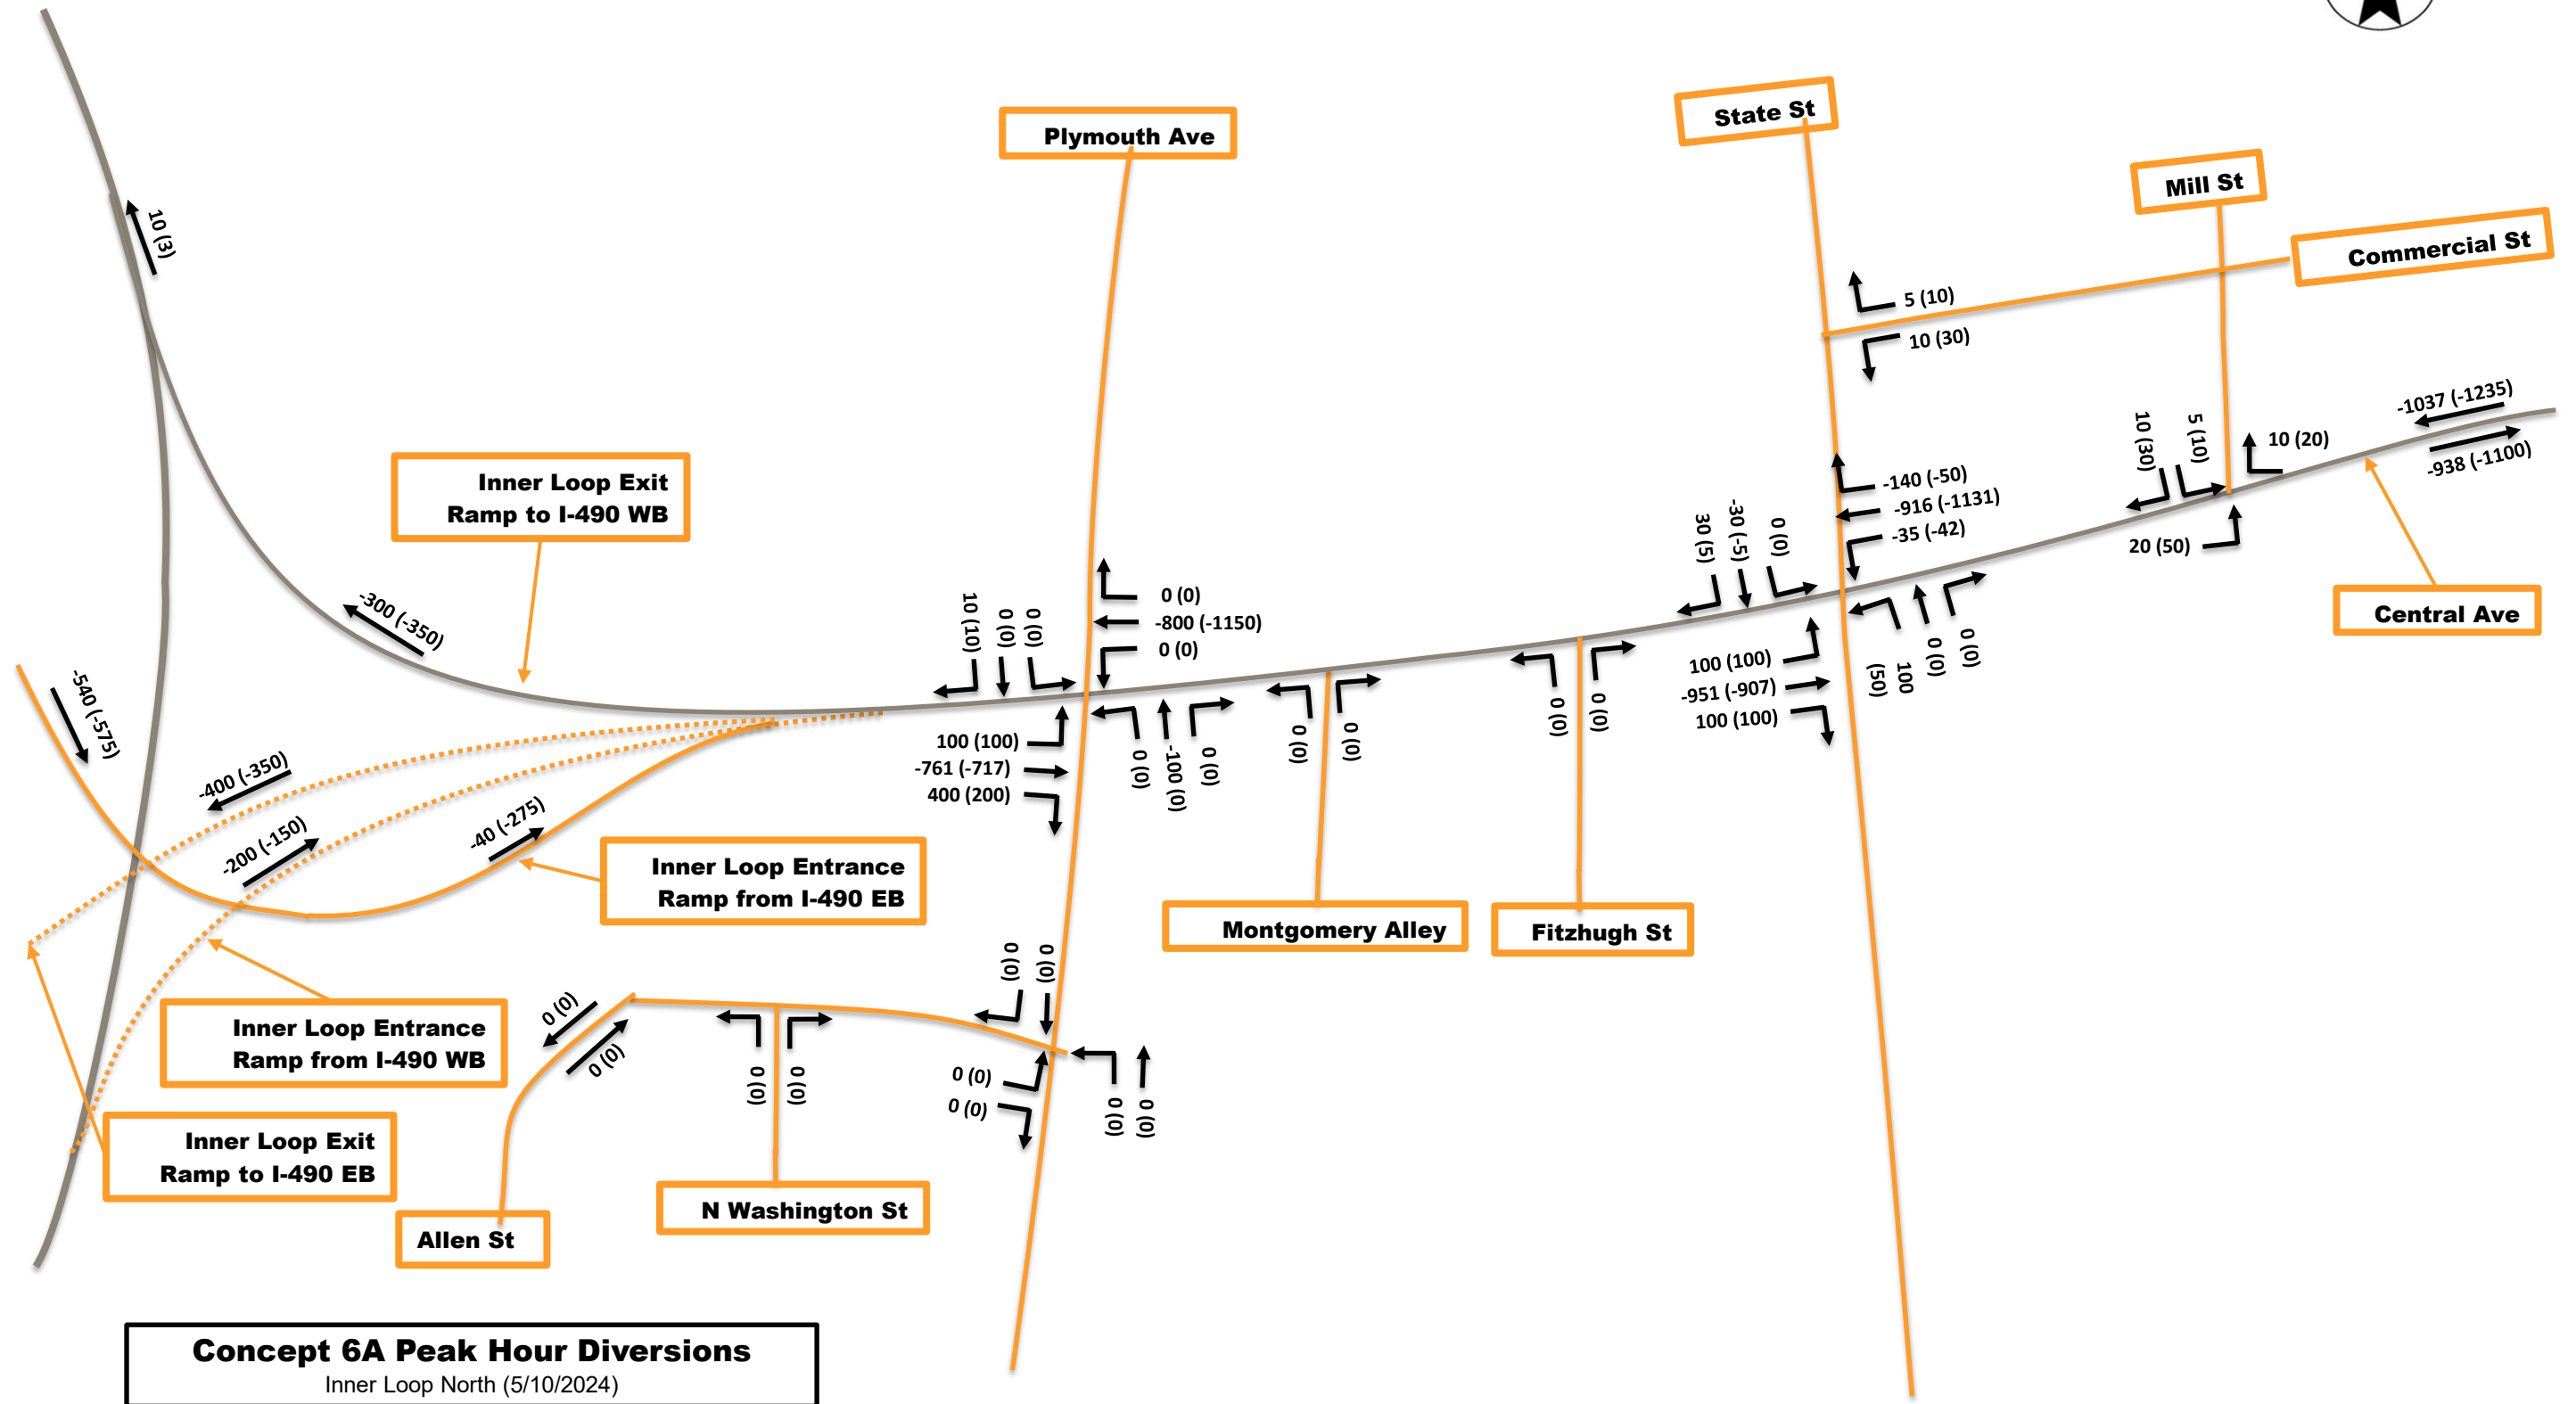 Plymouth Ave
State St
Mill St
Commercial St
10 (3)
5 (10)
10 (30)
-1037 (-1235)
-938 (-1100)
10 (30)
5 (10)
10 (20)
20 (50)
Central Ave
Inner Loop Exit
Ramp to I-490 WB
-300 (-350)
10 (10)
0 (0)
0 (0)
0 (0)
-800 (-1150)
0 (0)
30 (5)
-30 (-5)
0 (0)
-140 (-50)
-916 (-1131)
-35 (-42)
100 (100)
-951 (-907)
100 (100)
100
(50)
0 (0)
0 (0)
-540 (-575)
-400 (-350)
-200 (-150)
-40 (-275)
100 (100)
-761 (-717)
400 (200)
0 (0)
-100 (0)
0 (0)
0 (0)
0 (0)
0 (0)
0 (0)
Inner Loop Entrance
Ramp from I-490 EB
Montgomery Alley
Fitzhugh St
Inner Loop Entrance
Ramp from I-490 WB
Inner Loop Exit
Ramp to I-490 EB
0 (0)
0 (0)
0 (0)
0 (0)
0 (0)
0 (0)
0 (0)
0 (0)
0 (0)
0 (0)
Allen St
N Washington St
Concept 6A Peak Hour Diversions
Inner Loop North (5/10/2024)